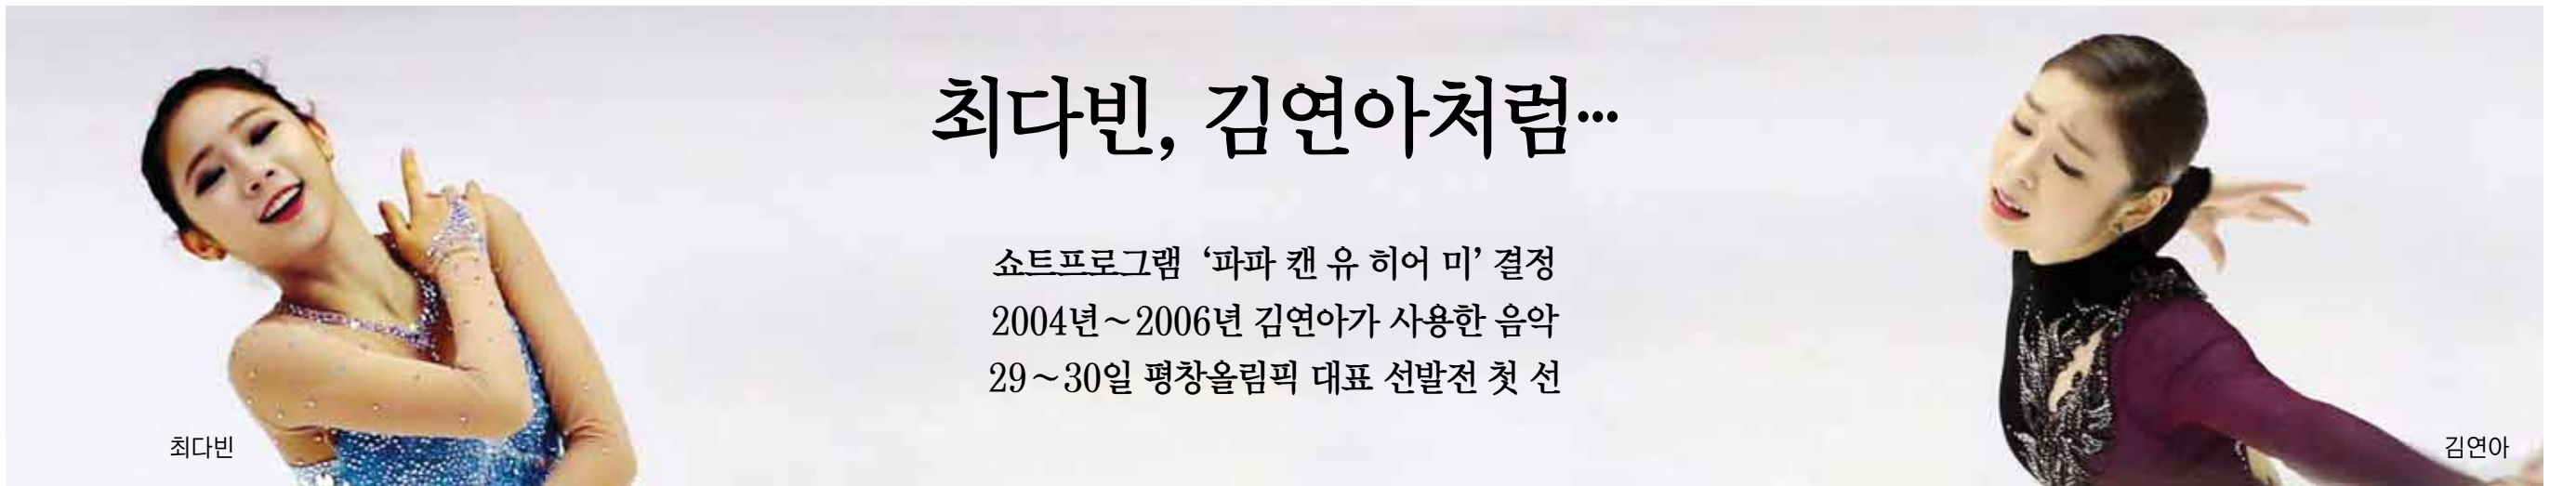 최다빈, 김연아처럼…
쇼트프로그램 ‘파파 캔 유 히어 미’ 결정
2004년~2006년 김연아가 사용한 음악
29~30일 평창올림픽 대표 선발전 첫 선
최다빈
김연아